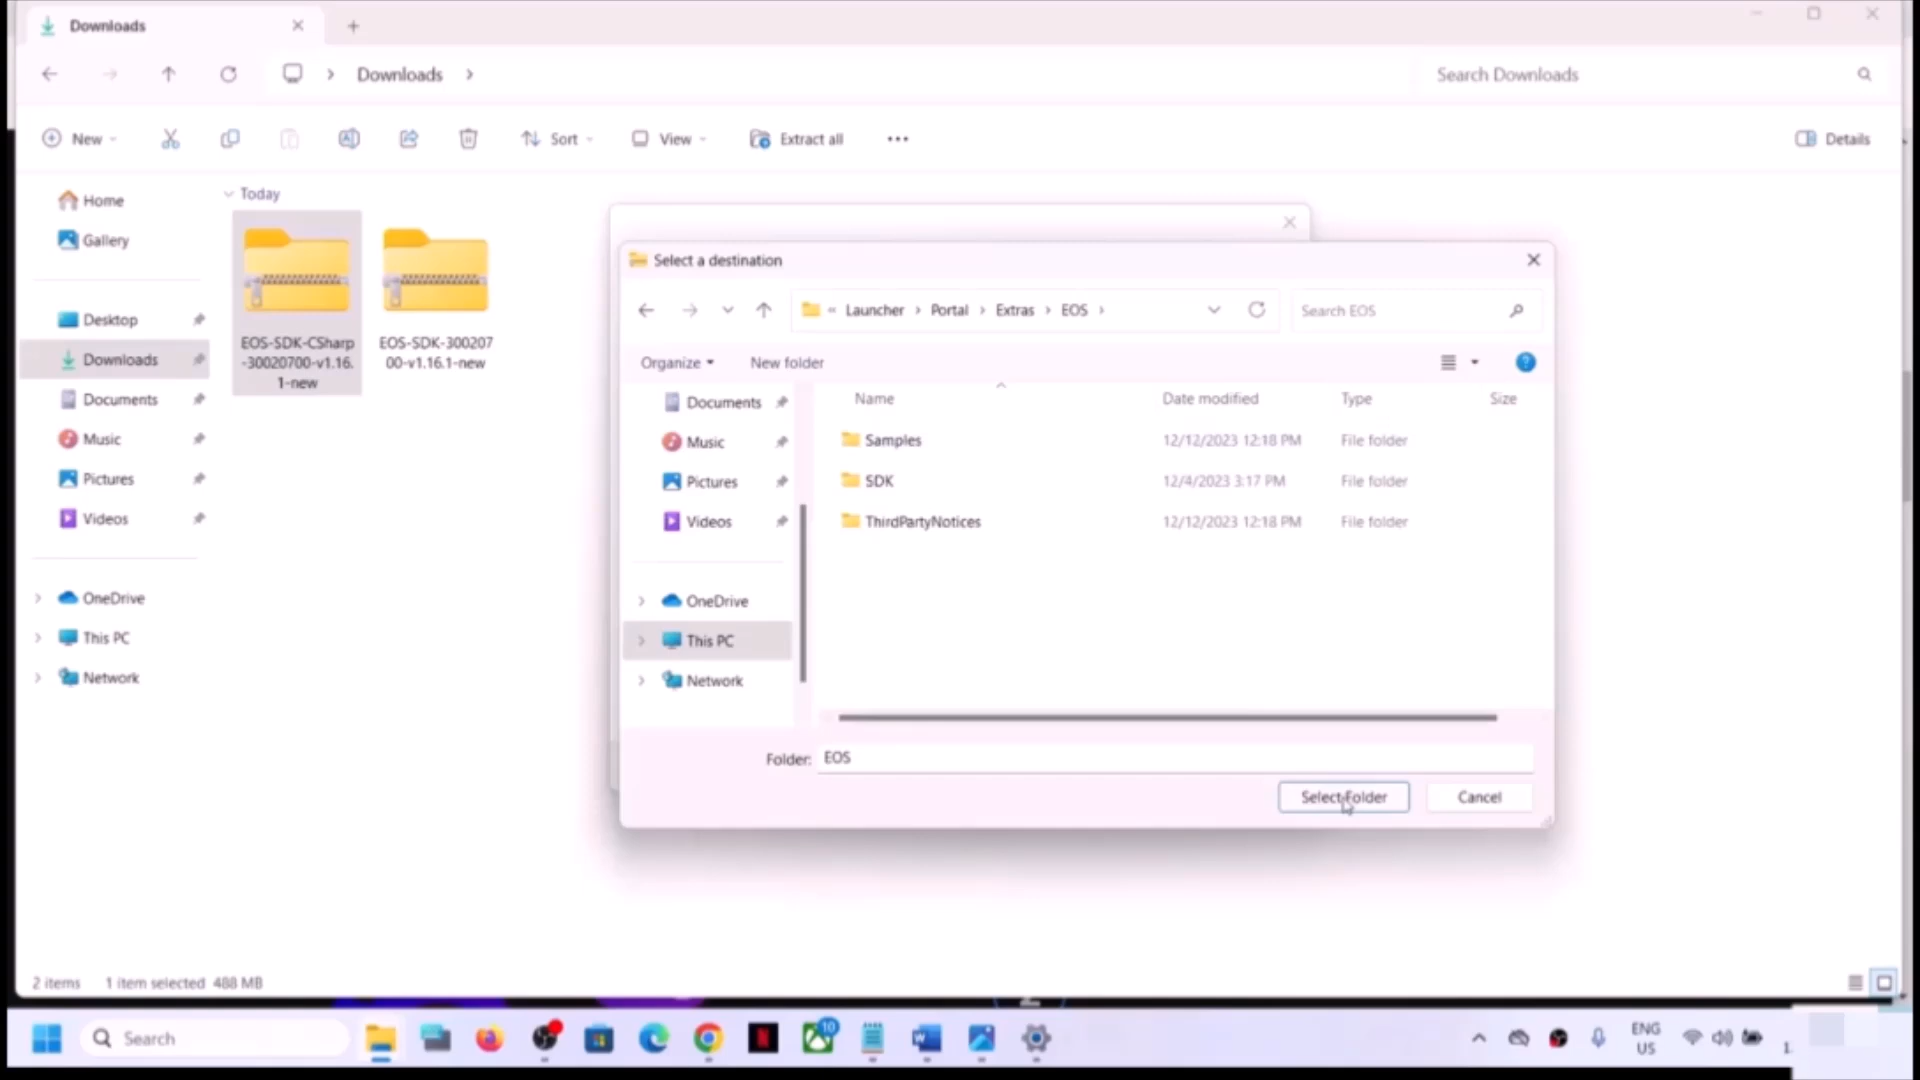 Downloads
Downloads
Search Downloads
New
Sort
View
Extract all
Details
Home
Gallery
Desktop
Downloads
Documents
Music
Pictures
Videos
OneDrive
This PC
Network
Today
EOS-SDK-CSharp
-30020700-v1.16.
1-new
EOS-SDK-300207
00-v1.16.1-new
Select a destination
« Launcher > Portal > Extras > EOS >
Search EOS
Organize
New folder
?
Documents
Music
Pictures
Videos
OneDrive
This PC
Network
Name Date modified Type Size
Samples 12/12/2023 12:18 PM File folder
SDK 12/4/2023 3:17 PM File folder
ThirdPartyNotices 12/12/2023 12:18 PM File folder
Folder: EOS
Select Folder
Cancel
2 items 1 item selected 488 MB
Search
10
ENG
US